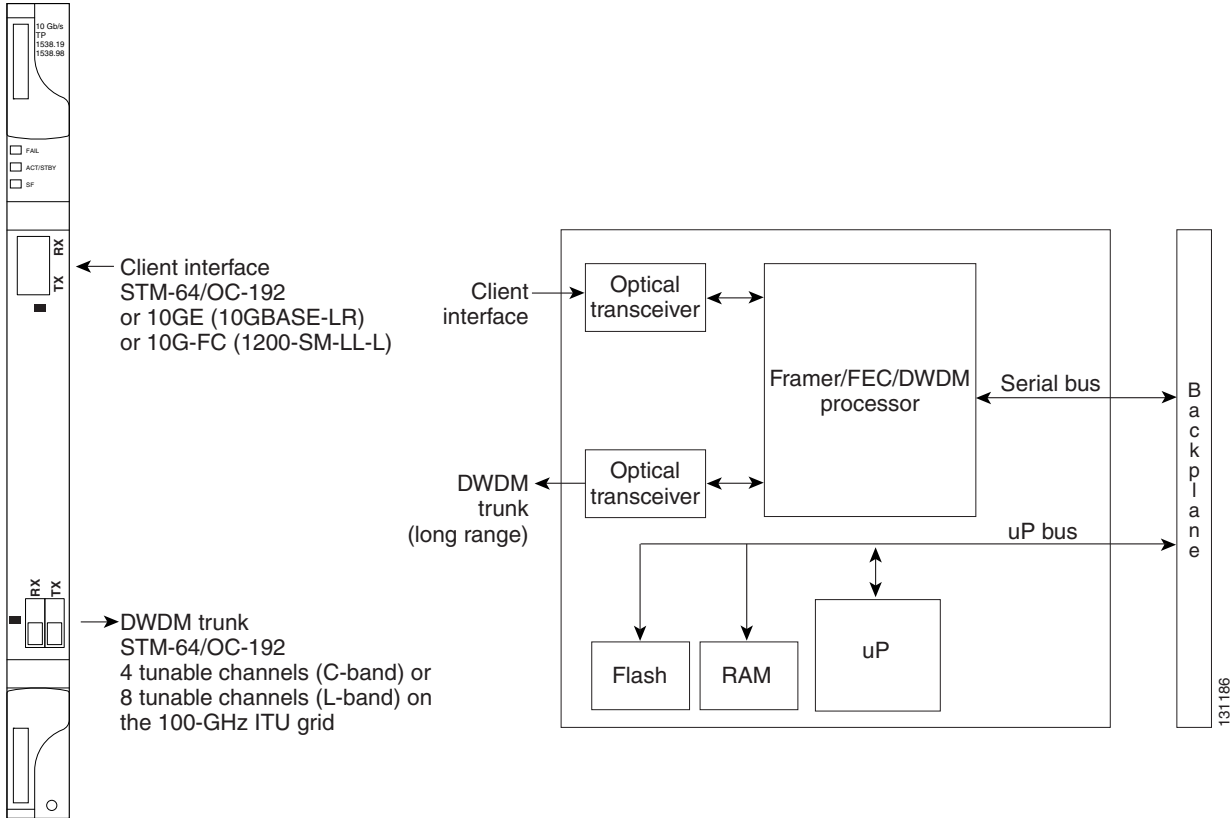 10 Gb/s
TP
1538.19
1538.98
FAIL
ACT/STBY
SF
RX
TX
Client interface
STM-64/OC-192
or 10GE (10GBASE-LR)
or 10G-FC (1200-SM-LL-L)
RX
TX
DWDM trunk
STM-64/OC-192
4 tunable channels (C-band) or
8 tunable channels (L-band) on
the 100-GHz ITU grid
Client
interface
Optical
transceiver
Framer/FEC/DWDM
processor
Serial bus
DWDM
trunk
(long range)
Optical
transceiver
uP bus
Flash
RAM
uP
Backplane
131186